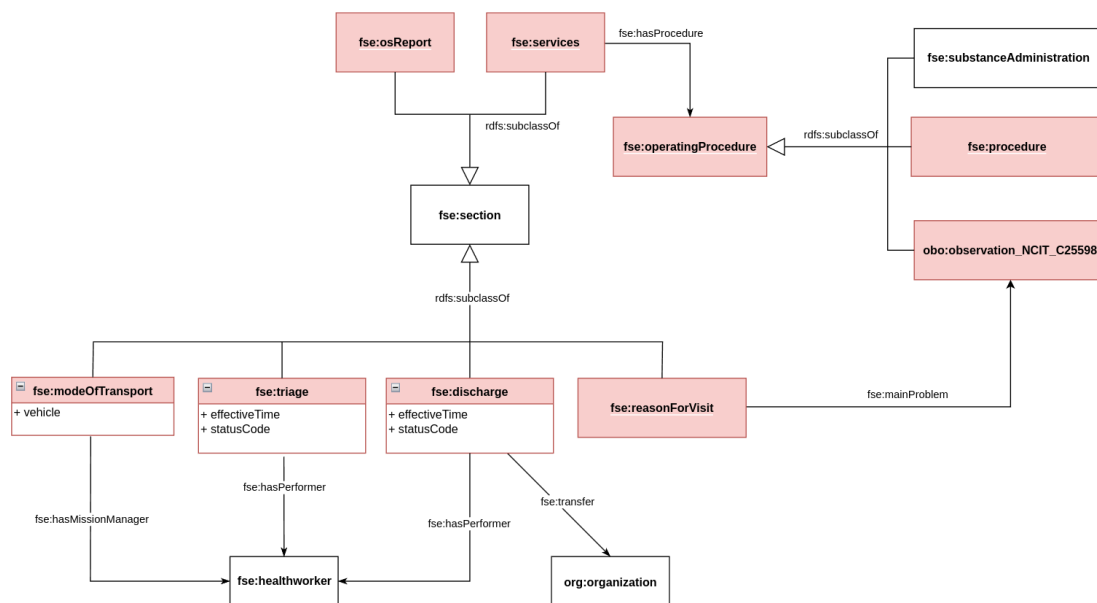 fse:osReport
fse:services
fse:hasProcedure
fse:substanceAdministration
rdfs:subclassOf
fse:operatingProcedure
rdfs:subclassOf
fse:procedure
fse:section
obo:observation_NCIT_C25598
rdfs:subclassOf
fse:modeOfTransport
+ vehicle
fse:triage
+ effectiveTime
+ statusCode
fse:discharge
+ effectiveTime
+ statusCode
fse:reasonForVisit
fse:mainProblem
fse:hasPerformer
fse:transfer
fse:hasMissionManager
fse:hasPerformer
fse:healthworker
org:organization